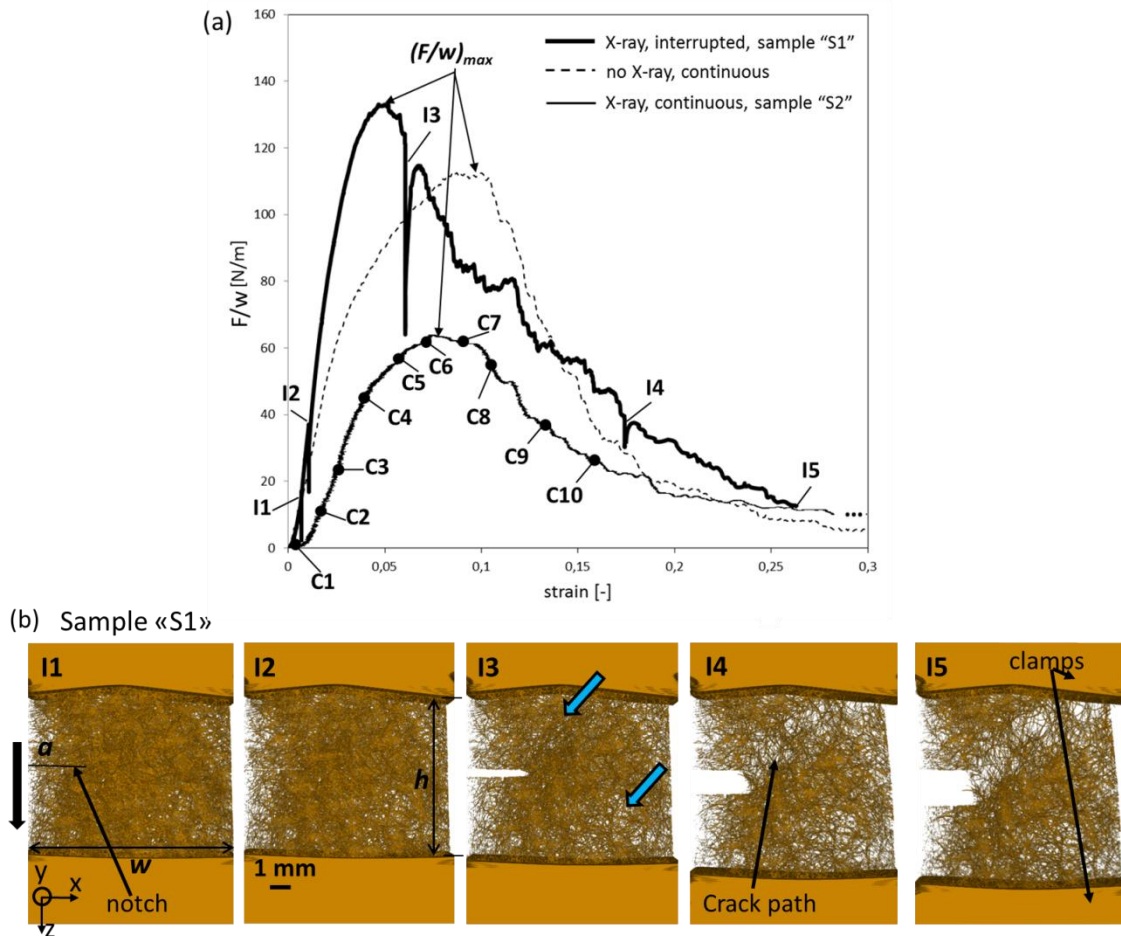 (a)
160
140
120
100
80
60
40
20
0
F/w [N/m]
0
0,05
0,1
0,15
0,2
0,25
0,3
strain [-]
X-ray, interrupted, sample “S1”
no X-ray, continuous
X-ray, continuous, sample “S2”
(F/w)max
I3
I2
I1
I4
I5
C1
C2
C3
C4
C5
C6
C7
C8
C9
C10
(b) Sample «S1»
I1
I2
I3
I4
I5
clamps
a
h
w
1 mm
y
x
z
notch
Crack path